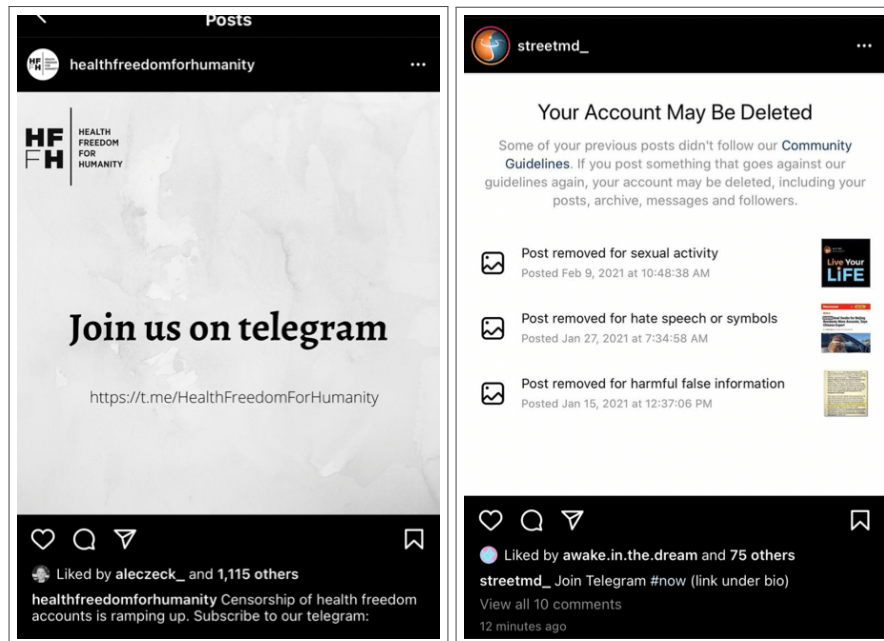 Posts
healthfreedomforhumanity
HF
FH
HEALTH
FREEDOM
FOR
HUMANITY
Join us on telegram
https://t.me/HealthFreedomForHumanity
Liked by aleczeck_ and 1,115 others
healthfreedomforhumanity Censorship of health freedom
accounts is ramping up. Subscribe to our telegram:
streetmd_
Your Account May Be Deleted
Some of your previous posts didn't follow our Community
Guidelines. If you post something that goes against our
guidelines again, your account may be deleted, including your
posts, archive, messages and followers.
Post removed for sexual activity
Posted Feb 9, 2021 at 10:48:38 AM
Live Your
LiFE
Post removed for hate speech or symbols
Posted Jan 27, 2021 at 7:34:58 AM
Post removed for harmful false information
Posted Jan 15, 2021 at 12:37:06 PM
Liked by awake.in.the.dream and 75 others
streetmd_ Join Telegram #now (link under bio)
View all 10 comments
12 minutes ago